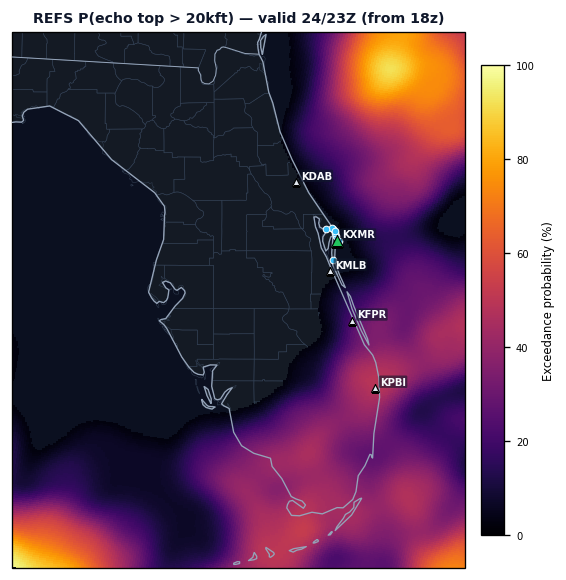 REFS P(echo top > 20kft) — valid 24/23Z (from 18z)
KDAB
KXMR
KMLB
KFPR
KPBI
100
80
60
40
20
0
Exceedance probability (%)